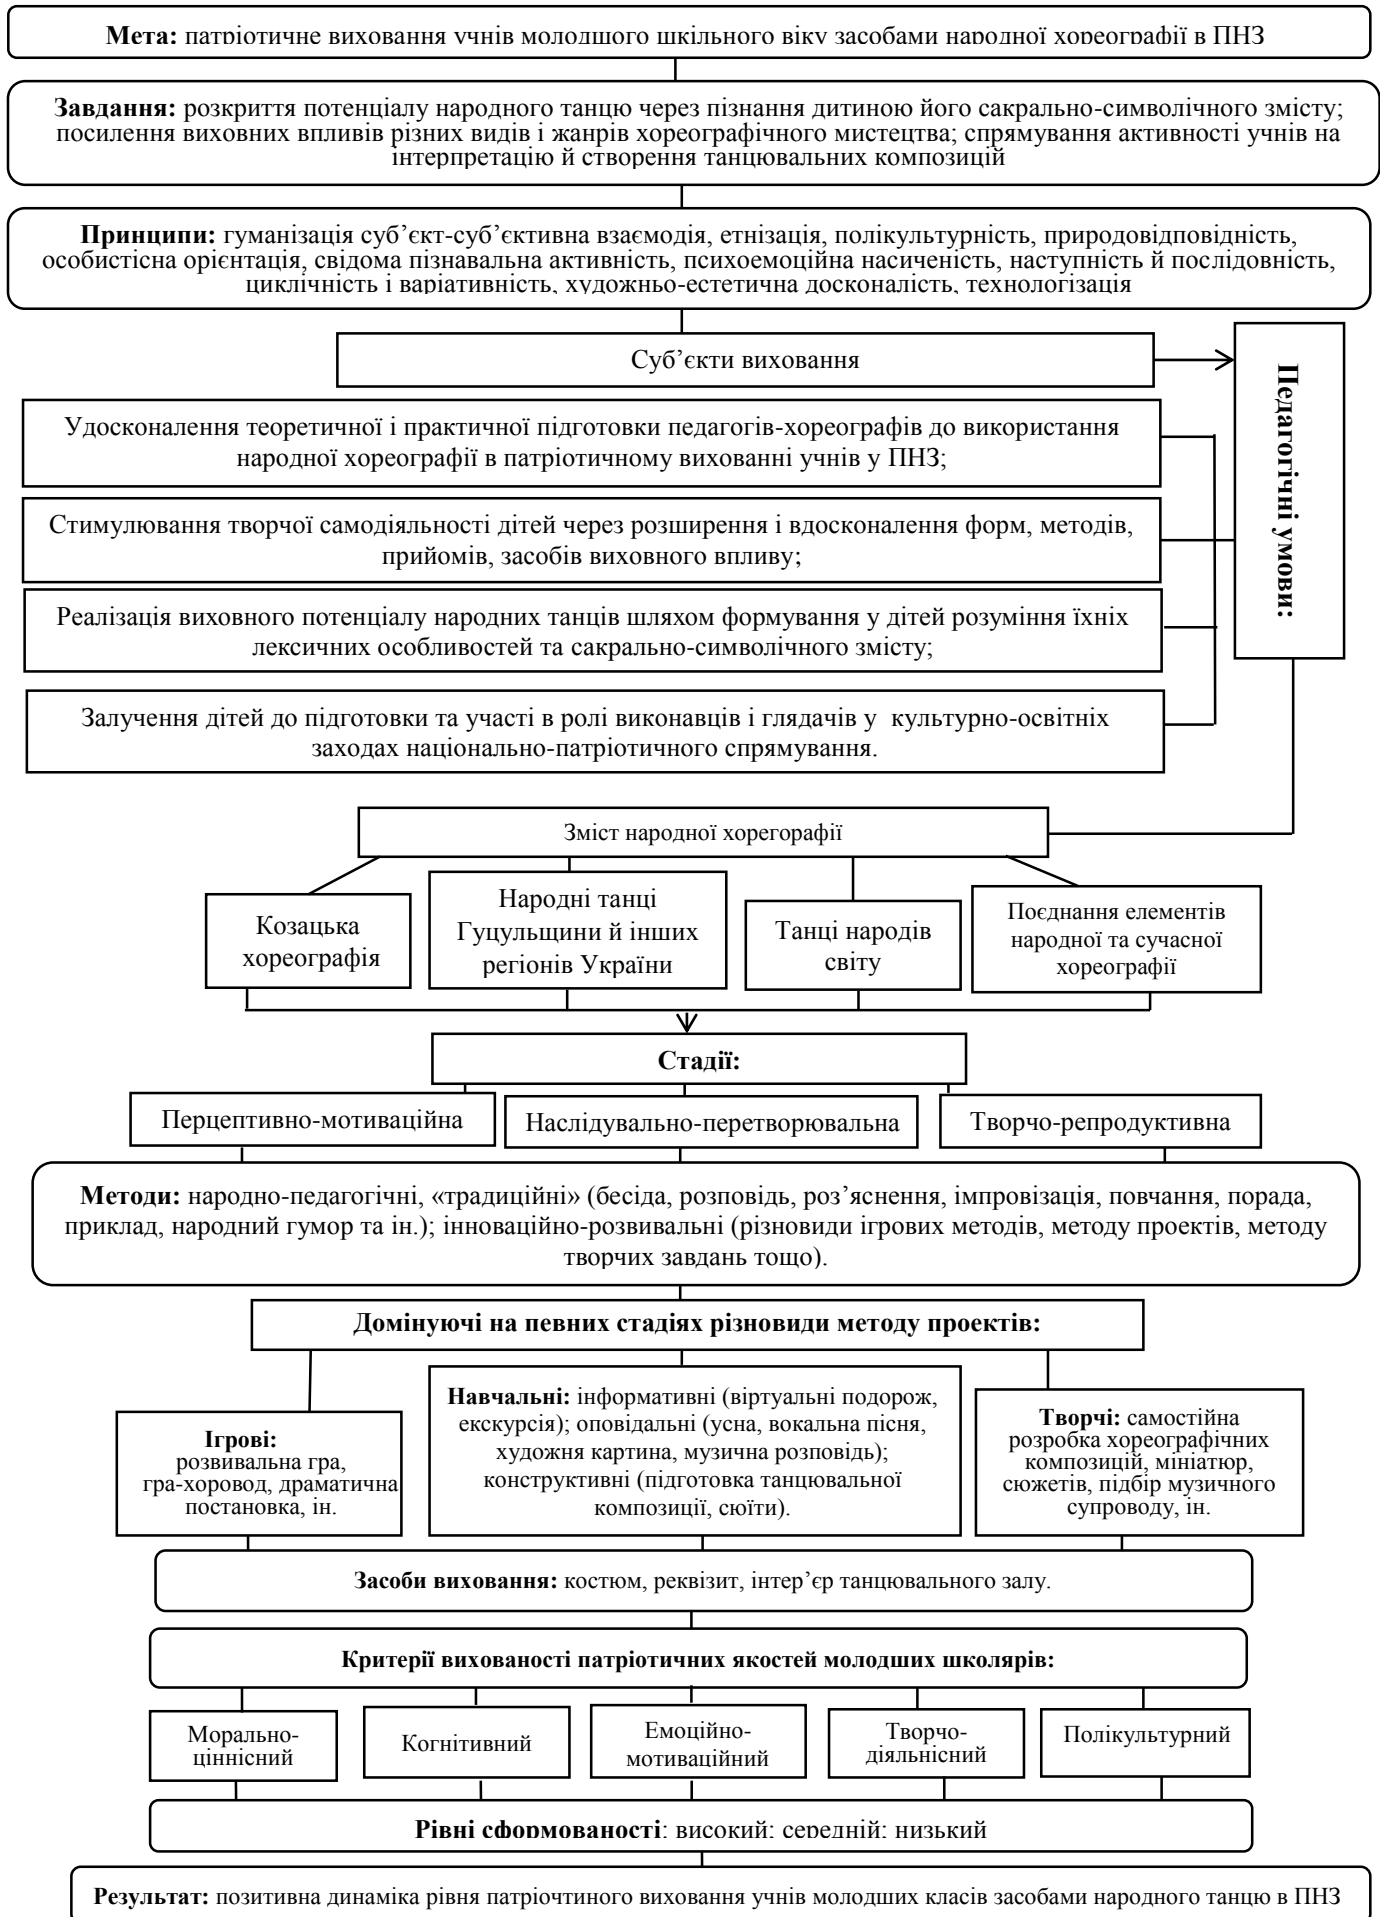 Мета: патріотичне виховання учнів молодшого шкільного віку засобами народної хореографії в ПНЗ
Завдання: розкриття потенціалу народного танцю через пізнання дитиною його сакрально-символічного змісту;
посилення виховних впливів різних видів і жанрів хореографічного мистецтва; спрямування активності учнів на
інтерпретацію й створення танцювальних композицій
Принципи: гуманізація суб’єкт-суб’єктивна взаємодія, етнізація, полікультурність, природовідповідність,
особистісна орієнтація, свідома пізнавальна активність, психоемоційна насиченість, наступність й послідовність,
циклічність і варіативність, художньо-естетична досконалість, технологізація
Суб’єкти виховання
Педагогічні умови:
Удосконалення теоретичної і практичної підготовки педагогів-хореографів до використання
народної хореографії в патріотичному вихованні учнів у ПНЗ;
Стимулювання творчої самодіяльності дітей через розширення і вдосконалення форм, методів,
прийомів, засобів виховного впливу;
Реалізація виховного потенціалу народних танців шляхом формування у дітей розуміння їхніх
лексичних особливостей та сакрально-символічного змісту;
Залучення дітей до підготовки та участі в ролі виконавців і глядачів у культурно-освітніх
заходах національно-патріотичного спрямування.
Зміст народної хорегорафії
Козацька
хореографія
Народні танці
Гуцульщини й інших
регіонів України
Танці народів
світу
Поєднання елементів
народної та сучасної
хореографії
Стадії:
Перцептивно-мотиваційна
Наслідувально-перетворювальна
Творчо-репродуктивна
Методи: народно-педагогічні, «традиційні» (бесіда, розповідь, роз’яснення, імпровізація, повчання, порада,
приклад, народний гумор та ін.); інноваційно-розвивальні (різновиди ігрових методів, методу проектів, методу
творчих завдань тощо).
Домінуючі на певних стадіях різновиди методу проектів:
Ігрові:
розвивальна гра,
гра-хоровод, драматична
постановка, ін.
Навчальні: інформативні (віртуальні подорож,
екскурсія); оповідальні (усна, вокальна пісня,
художня картина, музична розповідь);
конструктивні (підготовка танцювальної
композиції, сюїти).
Творчі: самостійна
розробка хореографічних
композицій, мініатюр,
сюжетів, підбір музичного
супроводу, ін.
Засоби виховання: костюм, реквізит, інтер’єр танцювального залу.
Критерії вихованості патріотичних якостей молодших школярів:
Морально-
ціннісний
Когнітивний
Емоційно-
мотиваційний
Творчо-
діяльнісний
Полікультурний
Рівні сформованості: високий; середній; низький
Результат: позитивна динаміка рівня патріочтиного виховання учнів молодших класів засобами народного танцю в ПНЗ